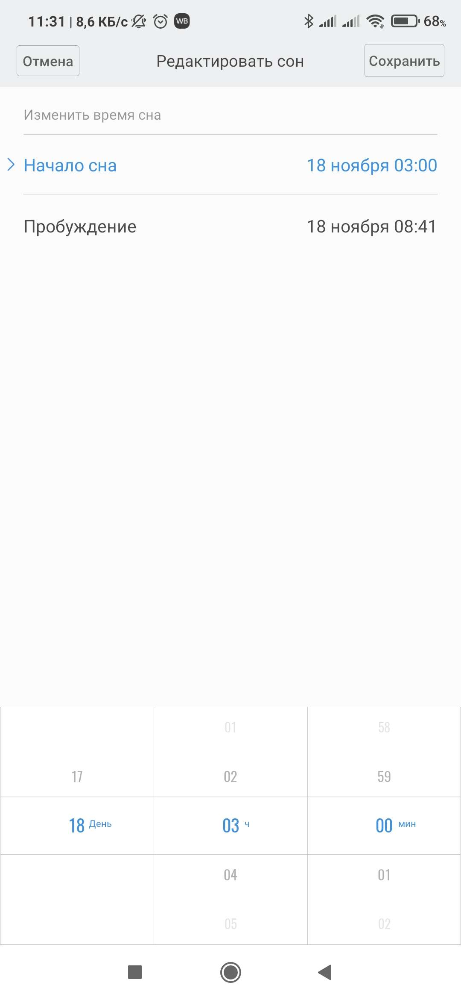 11:31 | 8,6 КБ/с WB 68%
Отмена Редактировать сон Сохранить
Изменить время сна
Начало сна 18 ноября 03:00
Пробуждение 18 ноября 08:41
01 58
17 02 59
18 День 03 ч 00 мин
04 01
05 02